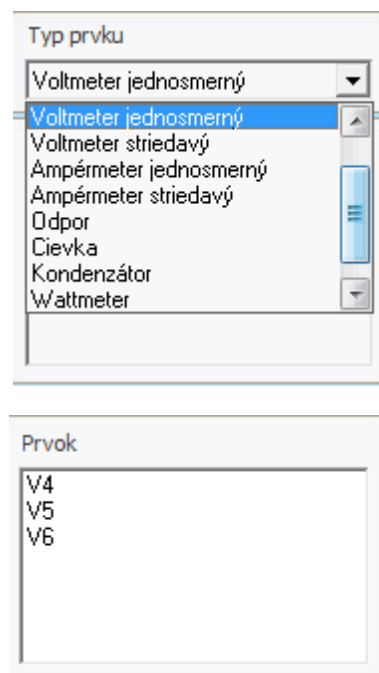 Typ prvku
Voltmeter jednosmerný
Voltmeter jednosmerný
Voltmeter striedavý
Ampérmeter jednosmerný
Ampérmeter striedavý
Odpor
Cievka
Kondenzátor
Wattmeter
Prvok
V4
V5
V6